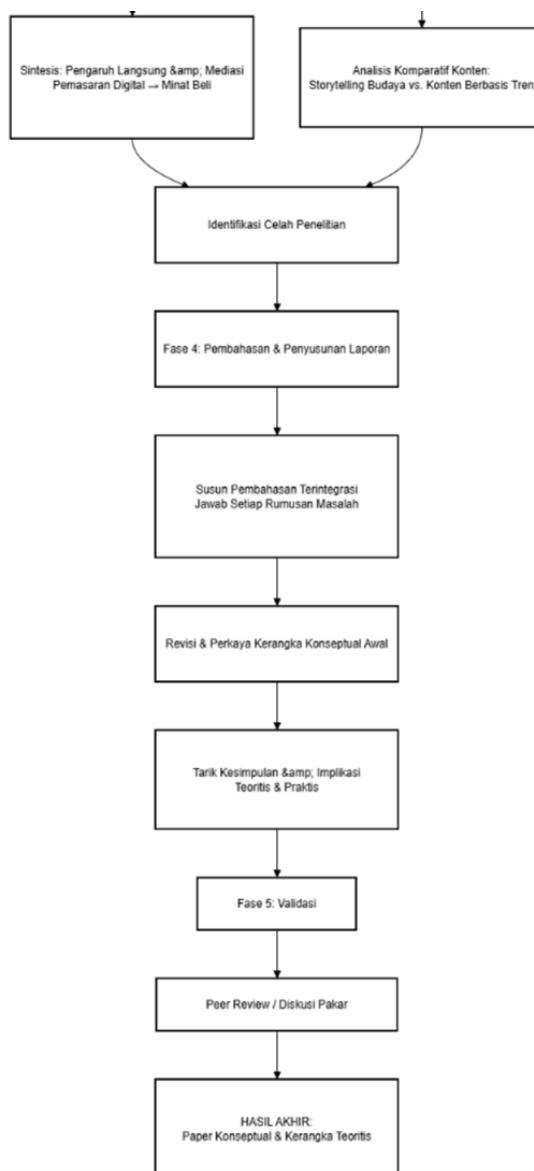 Sintesis: Pengaruh Langsung &amp; Mediasi
Pemasaran Digital → Minat Beli
Analisis Komparatif Konten:
Storytelling Budaya vs. Konten Berbasis Tren
Identifikasi Celah Penelitian
Fase 4: Pembahasan & Penyusunan Laporan
Susun Pembahasan Terintegrasi
Jawab Setiap Rumusan Masalah
Revisi & Perkaya Kerangka Konseptual Awal
Tarik Kesimpulan &amp; Implikasi
Teoritis & Praktis
Fase 5: Validasi
Peer Review / Diskusi Pakar
HASIL AKHIR:
Paper Konseptual & Kerangka Teoritis